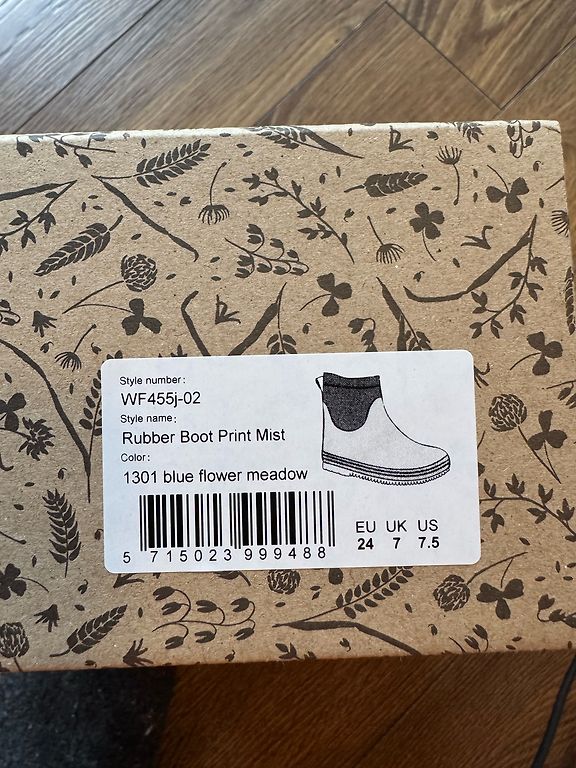 Style number:
WF455j-02
Style name:
Rubber Boot Print Mist
Color:
1301 blue flower meadow
EU UK US
24 7 7.5
5 715023 999488